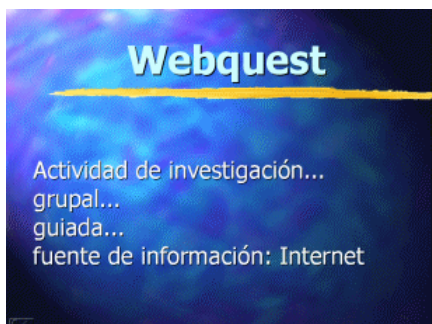 Webquest
Actividad de investigación...
grupal...
guiada...
fuente de información: Internet